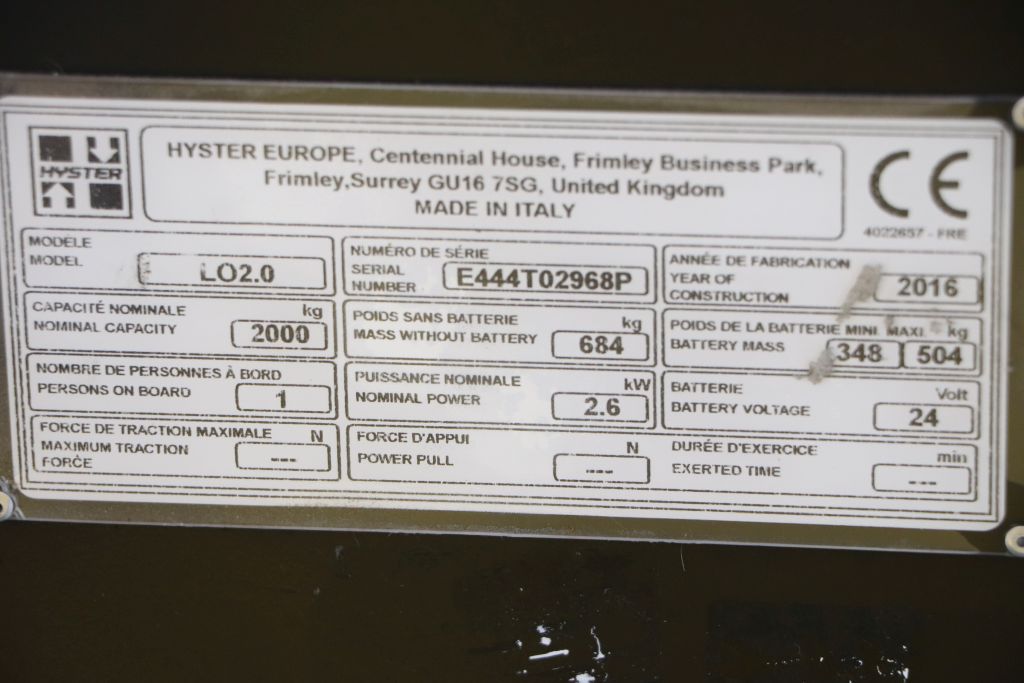 HYSTER
HYSTER EUROPE, Centennial House, Frimley Business Park,
Frimley,Surrey GU16 7SG, United Kingdom
MADE IN ITALY
CE
4022657 - FRE
MODÈLE
MODEL
LO2.0
NUMÉRO DE SÉRIE
SERIAL
NUMBER
E444T02968P
ANNÉE DE FABRICATION
YEAR OF
CONSTRUCTION
2016
CAPACITÉ NOMINALE kg
NOMINAL CAPACITY 2000
POIDS SANS BATTERIE kg
MASS WITHOUT BATTERY 684
POIDS DE LA BATTERIE MINI MAXI kg
BATTERY MASS 348 504
NOMBRE DE PERSONNES À BORD
PERSONS ON BOARD 1
PUISSANCE NOMINALE kW
NOMINAL POWER 2.6
BATTERIE Volt
BATTERY VOLTAGE 24
FORCE DE TRACTION MAXIMALE N
MAXIMUM TRACTION ---
FORCE
FORCE D'APPUI N
POWER PULL ---
DURÉE D'EXERCICE min
EXERTED TIME ---